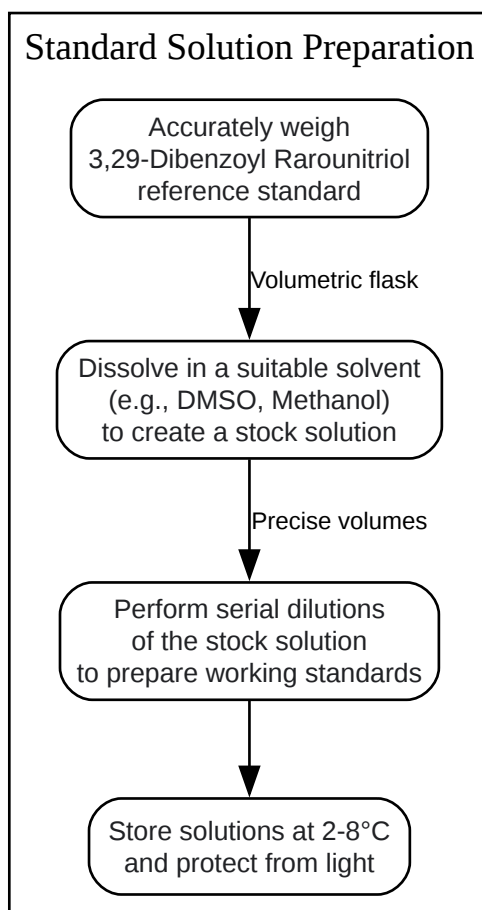 Standard Solution Preparation
Accurately weigh
3,29-Dibenzoyl Rarounitriol
reference standard
Volumetric flask
Dissolve in a suitable solvent
(e.g., DMSO, Methanol)
to create a stock solution
Precise volumes
Perform serial dilutions
of the stock solution
to prepare working standards
Store solutions at 2-8°C
and protect from light